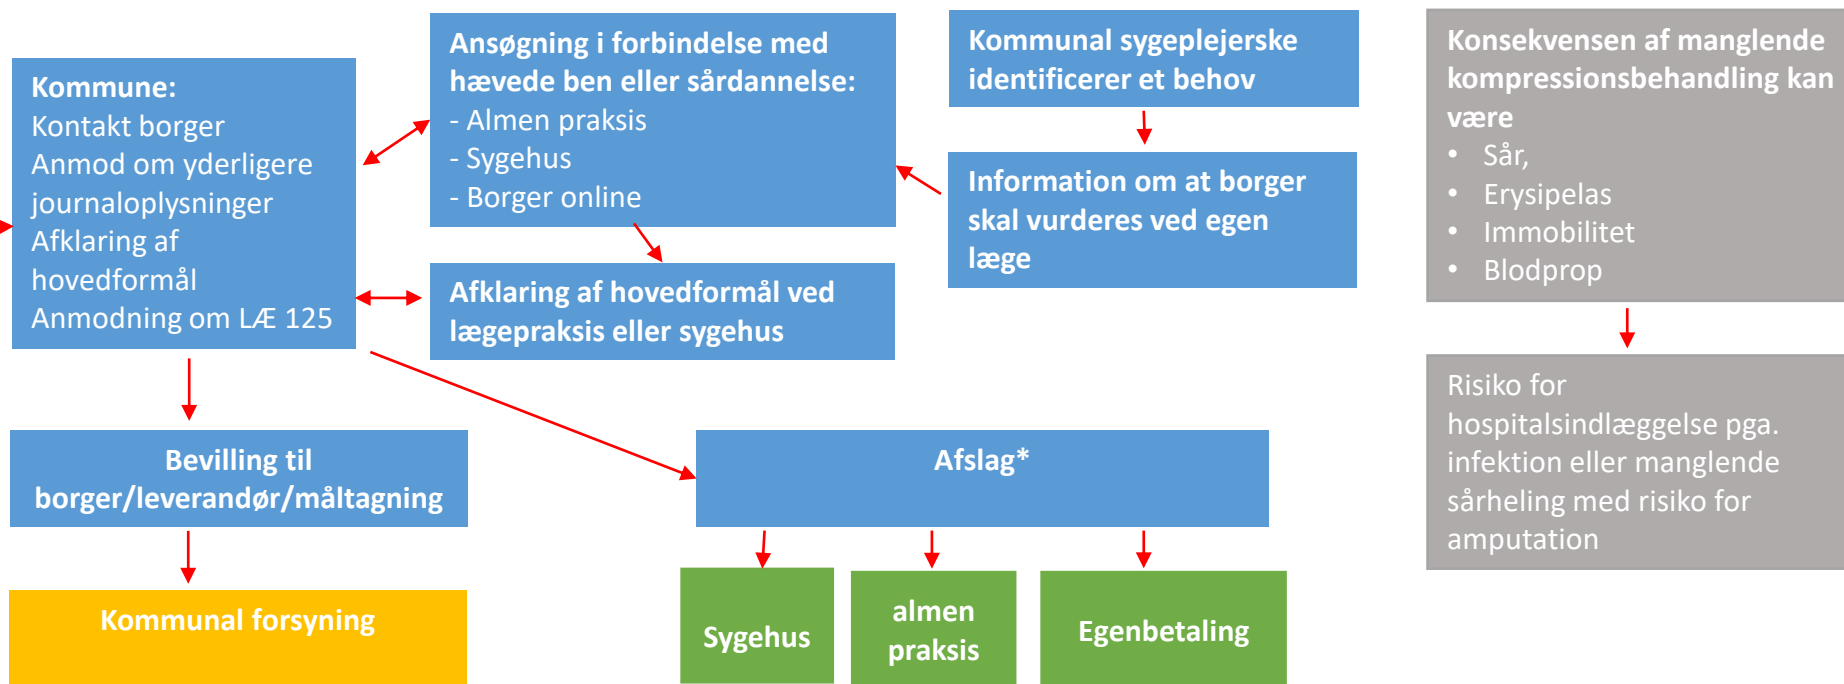 Kommune:
Kontakt borger
Anmod om yderligere
journaloplysninger
Afklaring af
hovedformål
Anmodning om LÆ 125
Ansøgning i forbindelse med
hævede ben eller sårdannelse:
- Almen praksis
- Sygehus
- Borger online
Kommunal sygeplejerske
identificerer et behov
Information om at borger
skal vurderes ved egen
læge
Afklaring af hovedformål ved
lægepraksis eller sygehus
Bevilling til
borger/leverandør/måltagning
Afslag*
Kommunal forsyning
Sygehus
almen
praksis
Egenbetaling
Konsekvensen af manglende
kompressionsbehandling kan
være
• Sår,
• Erysipelas
• Immobilitet
• Blodprop
Risiko for
hospitalsindlæggelse pga.
infektion eller manglende
sårheling med risiko for
amputation